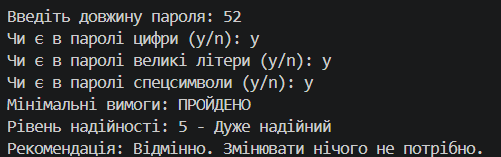 Введіть довжину пароля: 52
Чи є в паролі цифри (y/n): y
Чи є в паролі великі літери (y/n): y
Чи є в паролі спецсимволи (y/n): y
Мінімальні вимоги: ПРОЙДЕНО
Рівень надійності: 5 - Дуже надійний
Рекомендація: Відмінно. Змінювати нічого не потрібно.